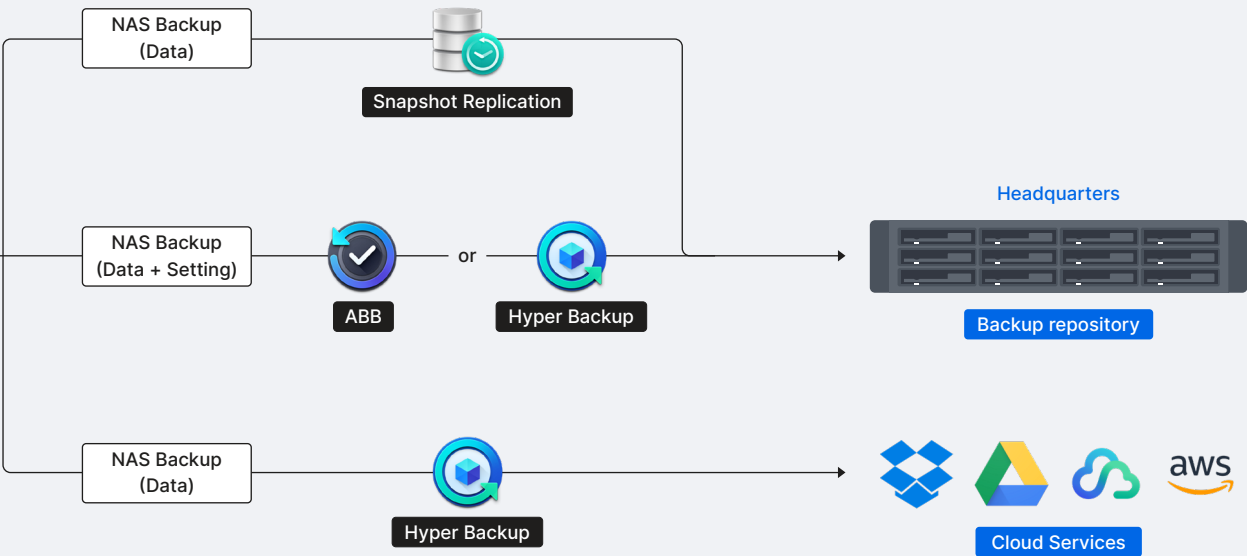 NAS Backup
(Data)
Snapshot Replication
Headquarters
NAS Backup
(Data + Setting)
or
ABB
Hyper Backup
Backup repository
NAS Backup
(Data)
aws
Hyper Backup
Cloud Services